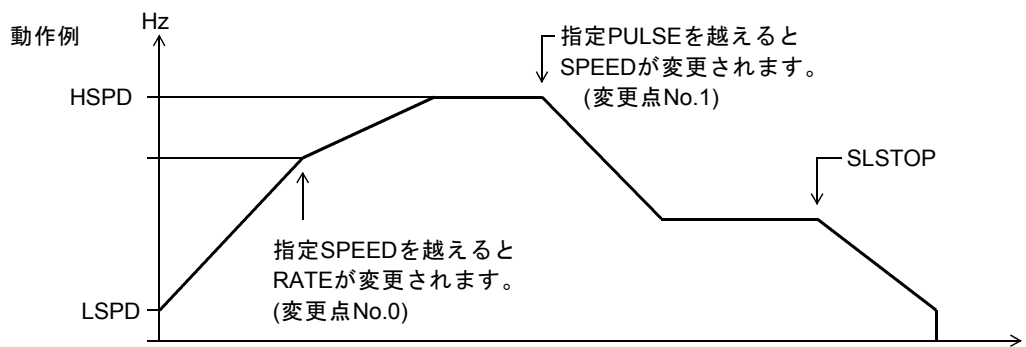 動作例
Hz
指定PULSEを越えると
SPEEDが変更されます。
(変更点No.1)
HSPD
SLSTOP
指定SPEEDを越えると
RATEが変更されます。
(変更点No.0)
LSPD